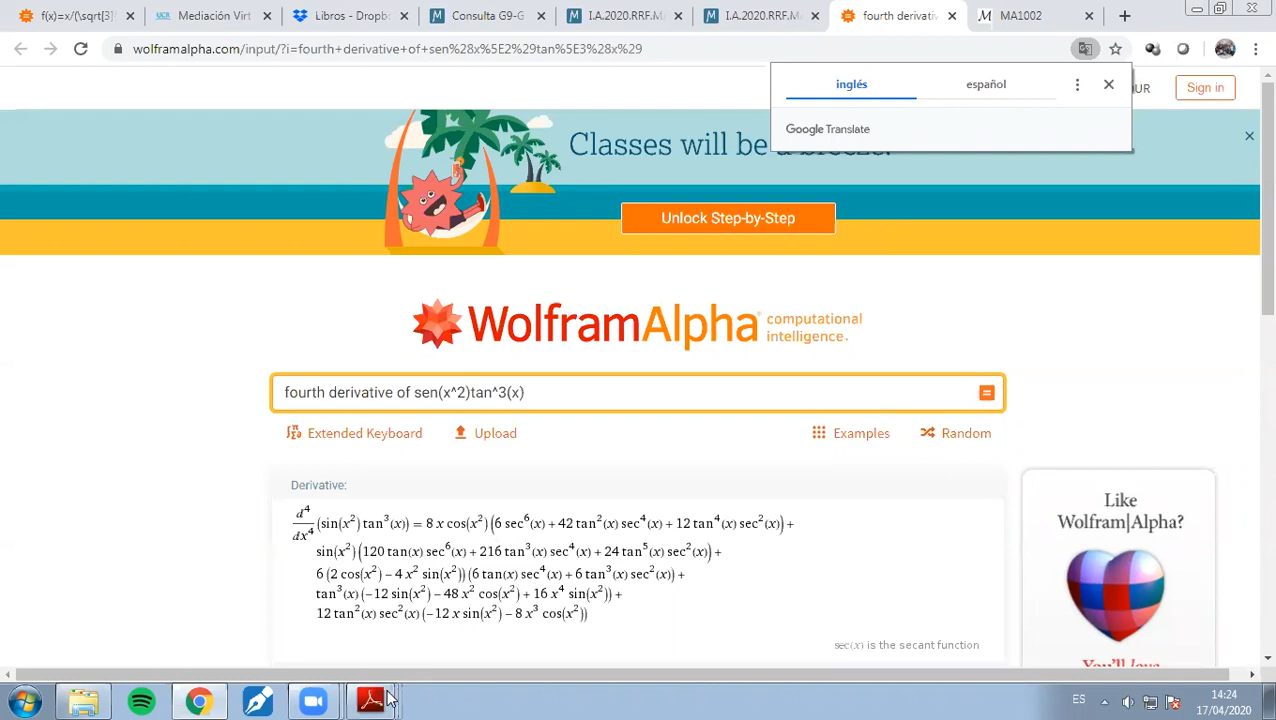 f(x)=x/(\sqrt[3]
Mediación Virt
Libros - Dropb
Consulta G9-G
I.A.2020.RRF.M
I.A.2020.RRF.M
fourth derivativ
MA1002
wolframalpha.com/input/?i=fourth+derivative+of+sen%28x%5E2%29tan%5E3%28x%29
inglés
español
UR
Sign in
Google Translate
Classes will be a breeze!
Unlock Step-by-Step
WolframAlpha computational intelligence.
fourth derivative of sen(x^2)tan^3(x)
Extended Keyboard
Upload
Examples
Random
Derivative:
d⁴/dx⁴ (sin(x²) tan³(x)) = 8 x cos(x²) (6 sec⁶(x) + 42 tan²(x) sec⁴(x) + 12 tan⁴(x) sec²(x)) +
sin(x²) (120 tan(x) sec⁶(x) + 216 tan³(x) sec⁴(x) + 24 tan⁵(x) sec²(x)) +
6 (2 cos(x²) − 4 x² sin(x²)) (6 tan(x) sec⁴(x) + 6 tan³(x) sec²(x)) +
tan³(x) (−12 sin(x²) − 48 x² cos(x²) + 16 x⁴ sin(x²)) +
12 tan²(x) sec²(x) (−12 x sin(x²) − 8 x³ cos(x²))
sec(x) is the secant function
Like
Wolfram|Alpha?
You'll love
ES
14:24
17/04/2020